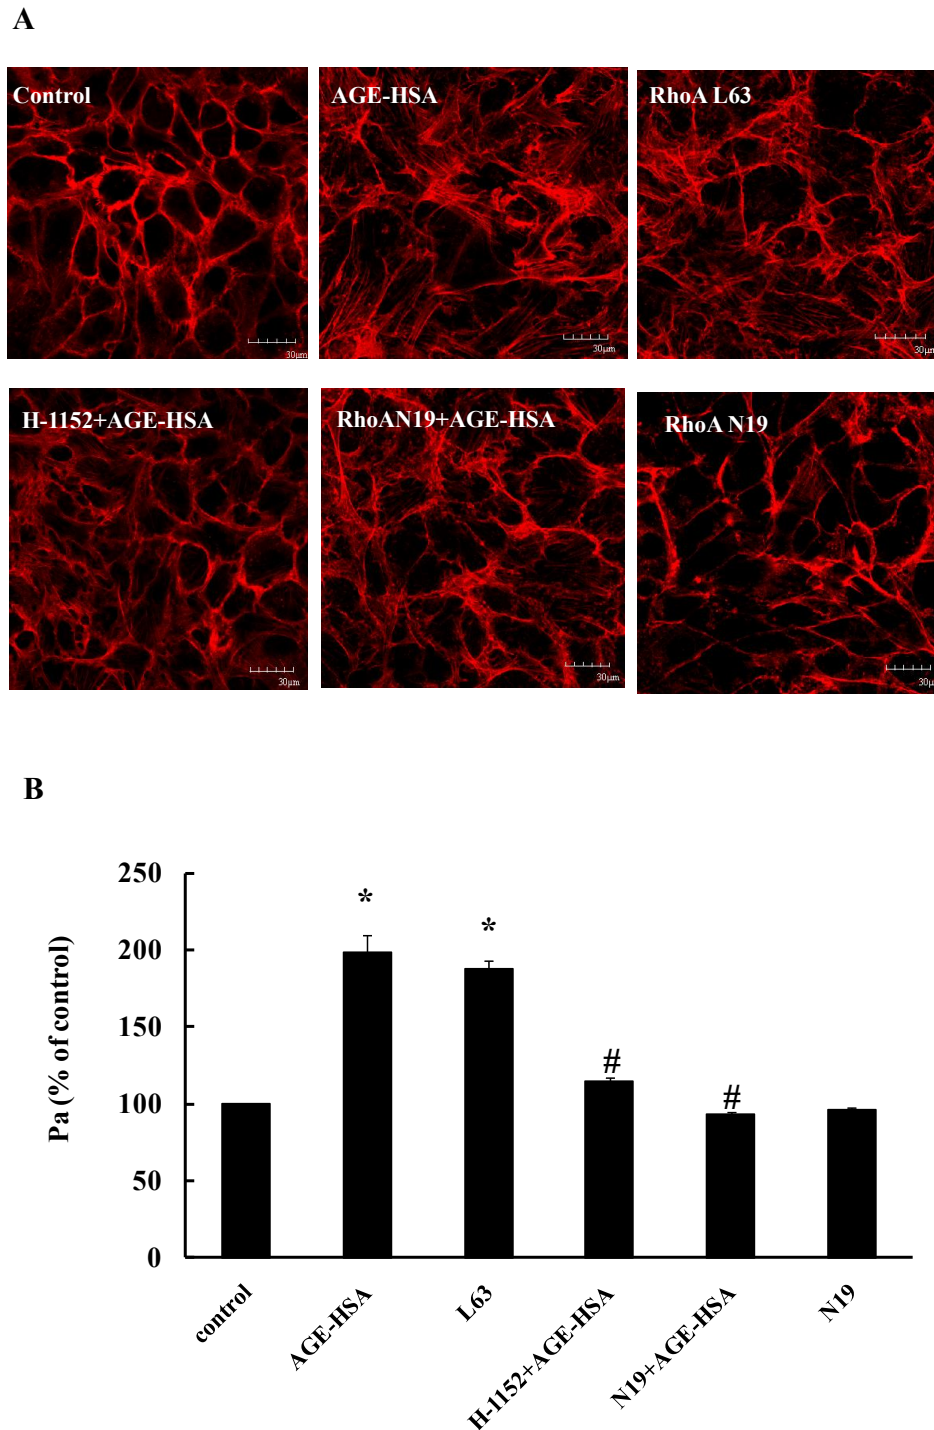 A
Control
AGE-HSA
RhoA L63
30μm
30μm
30μm
H-1152+AGE-HSA
RhoAN19+AGE-HSA
RhoA N19
30μm
30μm
30μ
B
Pa (% of control)
250
200
150
100
50
0
*
*
#
#
control
AGE-HSA
L63
H-1152+AGE-HSA
N19+AGE-HSA
N19